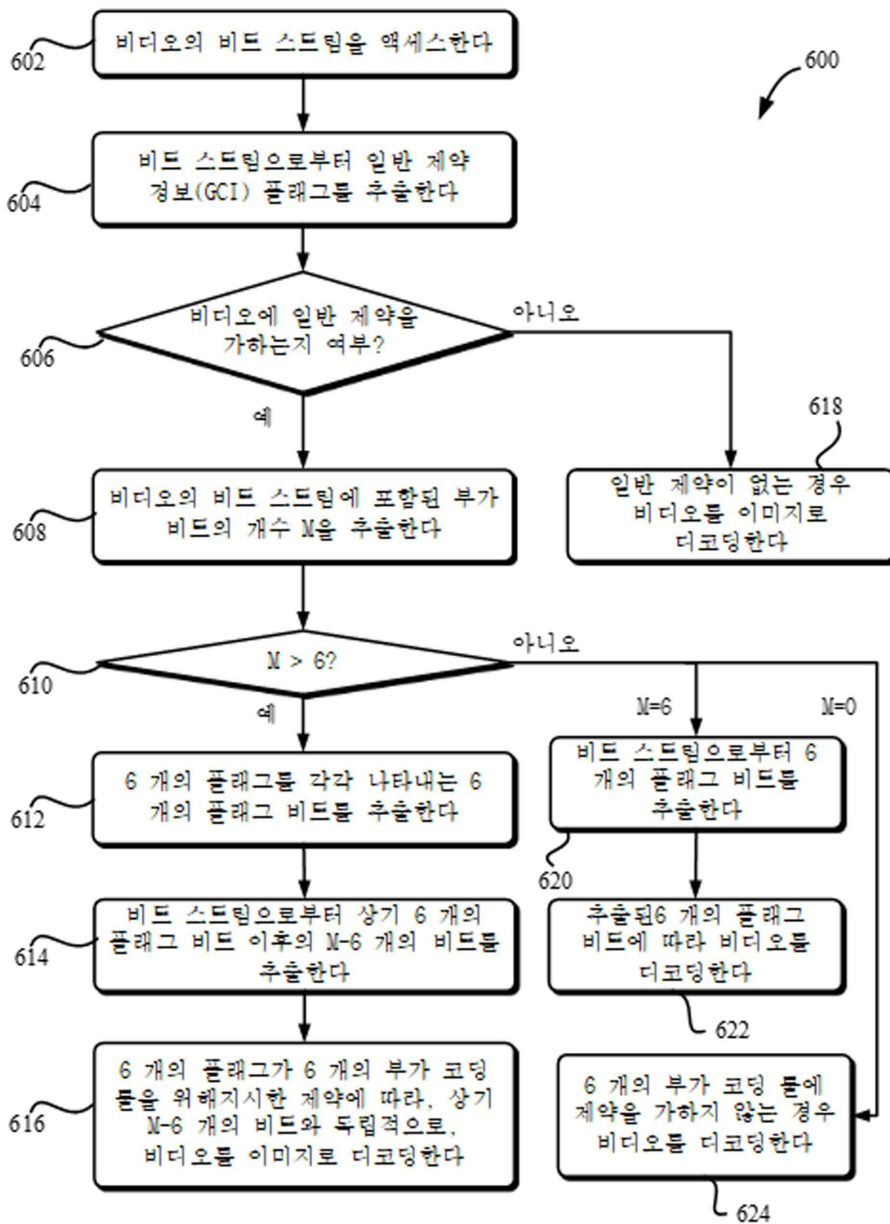 비디오의 비트 스트림을 액세스한다
602
600
비트 스트림으로부터 일반 제약
정보(GCI) 플래그를 추출한다
604
비디오에 일반 제약을
가하는지 여부?
606
아니오
예
618
일반 제약이 없는 경우
비디오를 이미지로
디코딩한다
비디오의 비트 스트림에 포함된 부가
비트의 개수 M을 추출한다
608
M > 6?
610
아니오
예
M=6
M=0
6 개의 플래그를 각각 나타내는 6
개의 플래그 비트를 추출한다
612
비트 스트림으로부터 6
개의 플래그 비트를
추출한다
620
비트 스트림으로부터 상기 6 개의
플래그 비트 이후의 M-6 개의 비트를
추출한다
614
추출된6 개의 플래그
비트에 따라 비디오를
디코딩한다
622
6 개의 플래그가 6 개의 부가 코딩
툴을 위해지시한 제약에 따라, 상기
M-6 개의 비트와 독립적으로,
비디오를 이미지로 디코딩한다
616
6 개의 부가 코딩 툴에
제약을 가하지 않는 경우
비디오를 디코딩한다
624